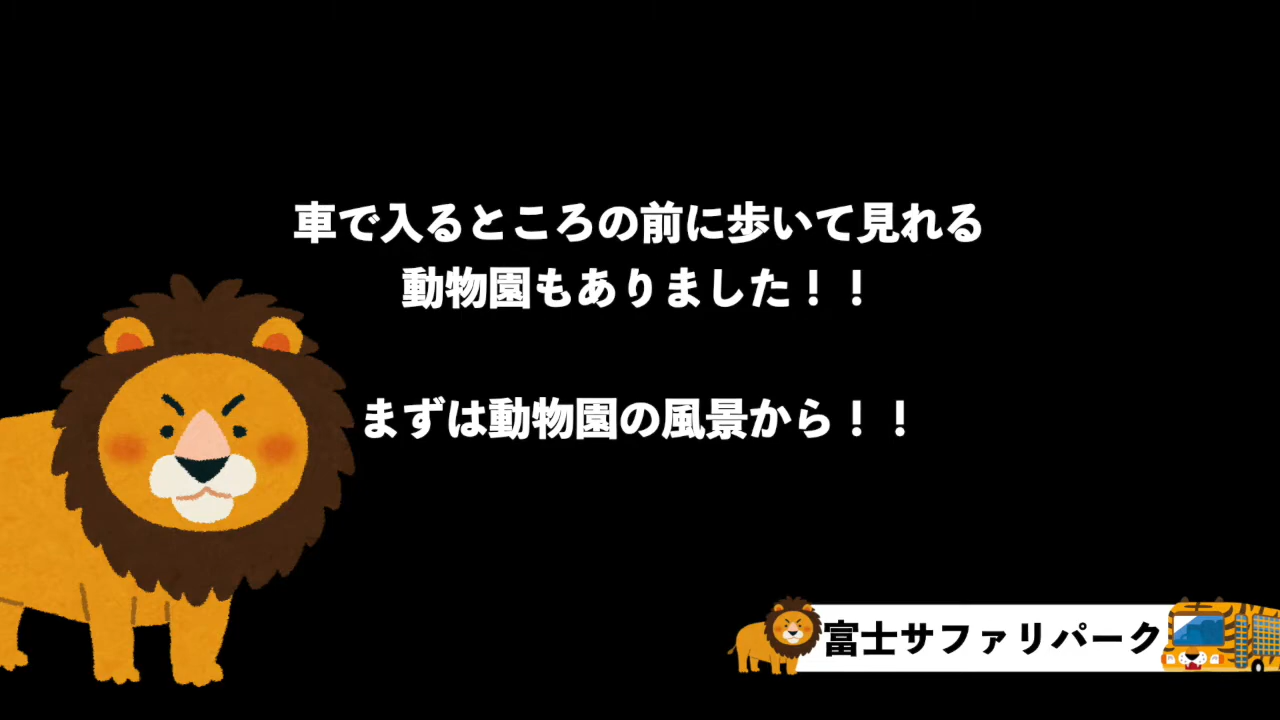 車で入るところの前に歩いて見れる
動物園もありました！！
まずは動物園の風景から！！
富士サファリパーク